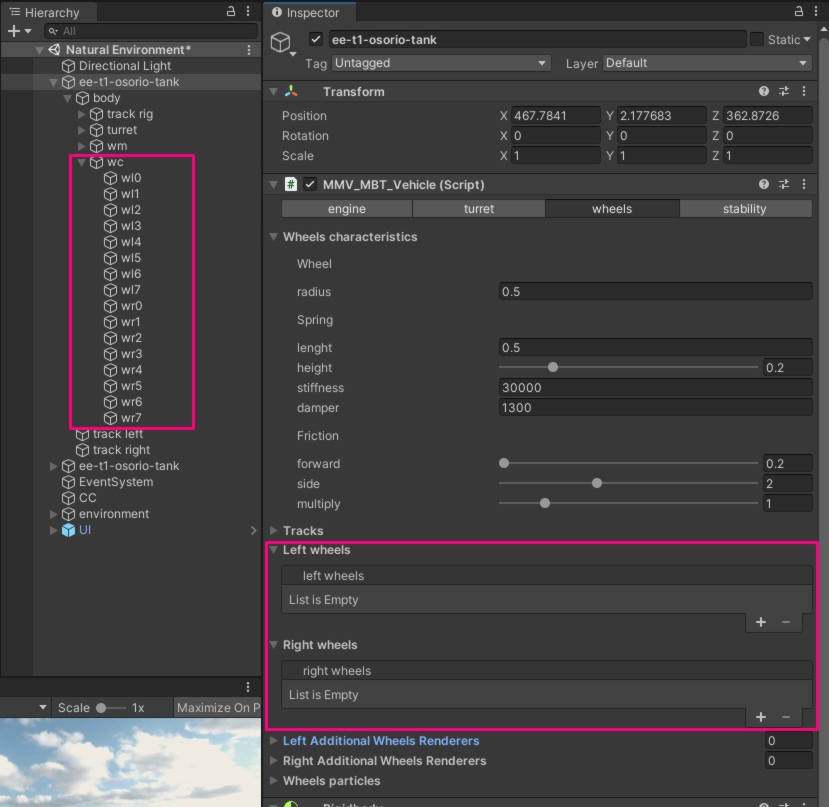 Hierarchy
All
Natural Environment*
Directional Light
ee-t1-osorio-tank
body
track rig
turret
wm
wc
wl0
wl1
wl2
wl3
wl4
wl5
wl6
wl7
wr0
wr1
wr2
wr3
wr4
wr5
wr6
wr7
track left
track right
ee-t1-osorio-tank
EventSystem
CC
environment
UI
Scale 1x Maximize On P
Inspector
ee-t1-osorio-tank Static
Tag Untagged Layer Default
Transform
Position X 467.7841 Y 2.177683 Z 362.8726
Rotation X 0 Y 0 Z 0
Scale X 1 Y 1 Z 1
# MMV_MBT_Vehicle (Script)
engine turret wheels stability
Wheels characteristics
Wheel
radius 0.5
Spring
lenght 0.5
height 0.2
stiffness 30000
damper 1300
Friction
forward 0.2
side 2
multiply 1
Tracks
Left wheels
left wheels
List is Empty
+ −
Right wheels
right wheels
List is Empty
+ −
Left Additional Wheels Renderers 0
Right Additional Wheels Renderers 0
Wheels particles
Rigidbody